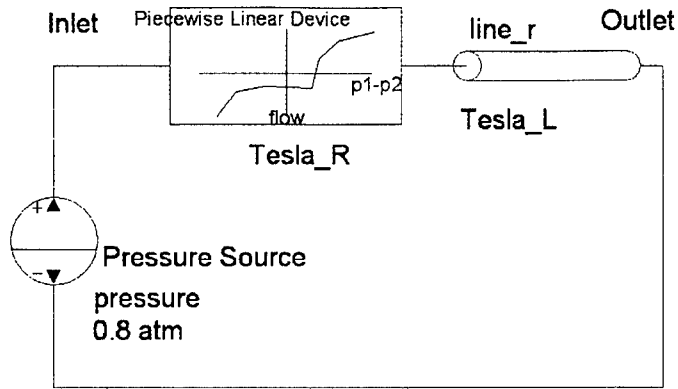 Inlet
Piecewise Linear Device
line_r
Outlet
p1-p2
flow
Tesla_R
Tesla_L
+
-
Pressure Source
pressure
0.8 atm